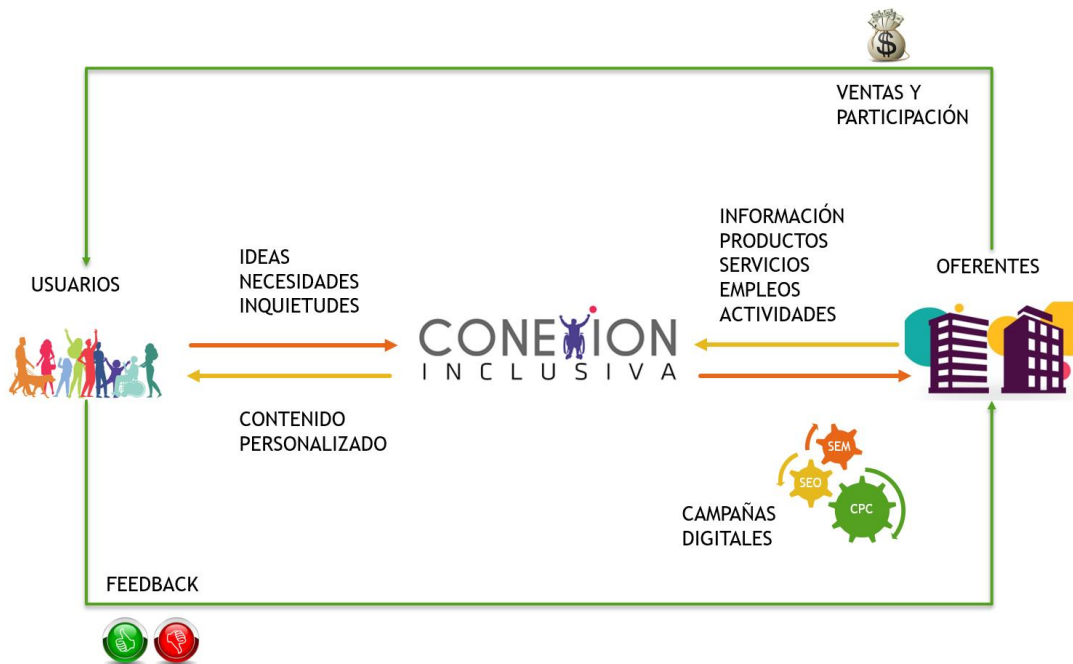 $
VENTAS Y
PARTICIPACIÓN
USUARIOS
IDEAS
NECESIDADES
INQUIETUDES
CONEXION
INCLUSIVA
INFORMACIÓN
PRODUCTOS
SERVICIOS
EMPLEOS
ACTIVIDADES
OFERENTES
CONTENIDO
PERSONALIZADO
SEM
SEO
CPC
CAMPAÑAS
DIGITALES
FEEDBACK